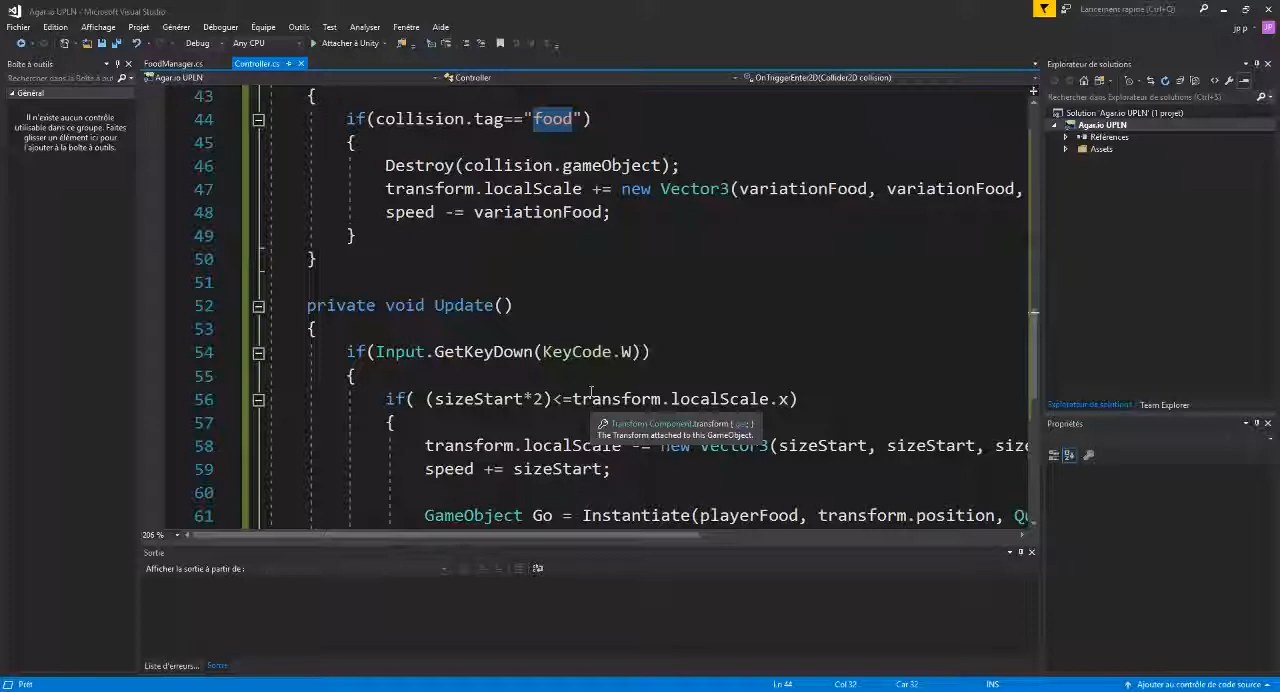 Agar.io UPLN - Microsoft Visual Studio
Lancement rapide (Ctrl+Q)
Fichier Edition Affichage Projet Générer Déboguer Équipe Outils Test Analyser Fenêtre Aide
jp p JP
Debug Any CPU Attacher à Unity
Boîte à outils
Rechercher dans Boîte à out
Général
Il n'existe aucun contrôle
utilisable dans ce groupe. Faites
glisser un élément ici pour
l'ajouter à la boîte à outils.
FoodManager.cs Controller.cs
Agar.io UPLN Controller OnTriggerEnter2D(Collider2D collision)
43 {
44 if(collision.tag=="food")
45 {
46 Destroy(collision.gameObject);
47 transform.localScale += new Vector3(variationFood, variationFood,
48 speed -= variationFood;
49 }
50 }
51
52 private void Update()
53 {
54 if(Input.GetKeyDown(KeyCode.W))
55 {
56 if( (sizeStart*2)<=transform.localScale.x)
Transform Component.transform { get; }
The Transform attached to this GameObject.
57 {
58 transform.localScale -= new Vector3(sizeStart, sizeStart, size
59 speed += sizeStart;
60
61 GameObject Go = Instantiate(playerFood, transform.position, Qu
206 %
Sortie
Afficher la sortie à partir de :
Liste d'erreurs... Sortie
Explorateur de solutions
Rechercher dans Explorateur de solutions (Ctrl+$)
Solution 'Agar.io UPLN' (1 projet)
Agar.io UPLN
Références
Assets
Explorateur de solutions Team Explorer
Propriétés
Prêt Ln 44 Col 32 Car 32 INS Ajouter au contrôle de code source